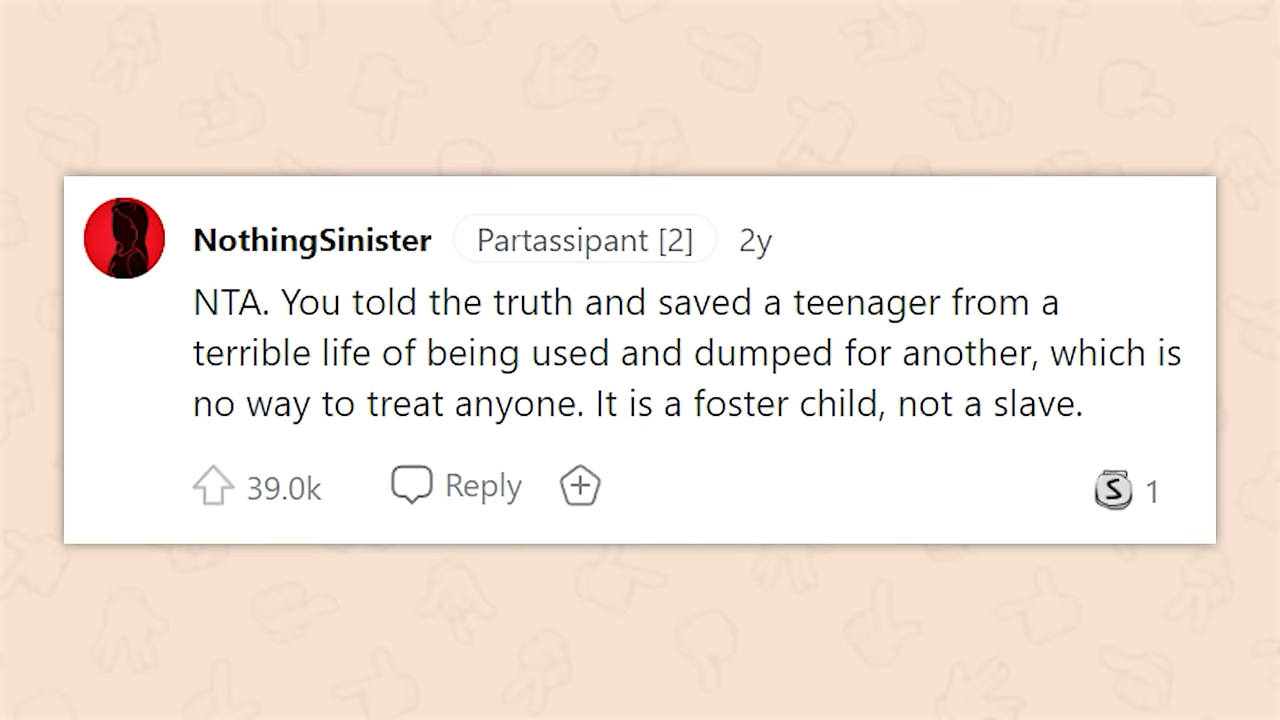 NothingSinister Partassipant [2] 2y
NTA. You told the truth and saved a teenager from a
terrible life of being used and dumped for another, which is
no way to treat anyone. It is a foster child, not a slave.
39.0k Reply S 1